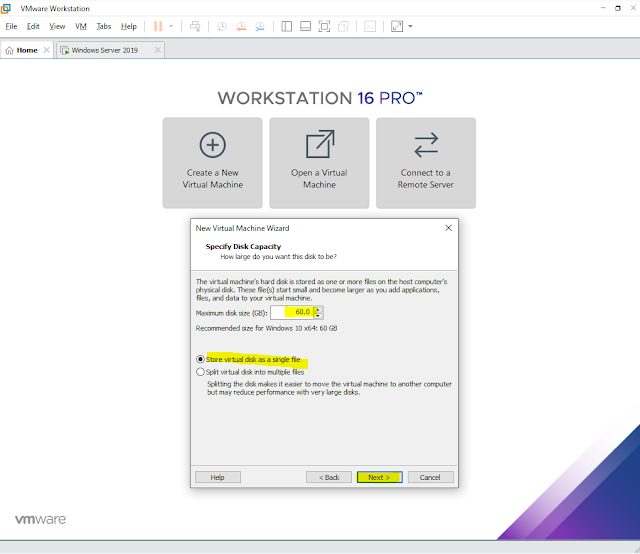 VMware Workstation
File Edit View VM Tabs Help
Home Windows Server 2019
WORKSTATION 16 PRO™
Create a New
Virtual Machine
Open a Virtual
Machine
Connect to a
Remote Server
New Virtual Machine Wizard
Specify Disk Capacity
How large do you want this disk to be?
The virtual machine's hard disk is stored as one or more files on the host computer's
physical disk. These file(s) start small and become larger as you add applications,
files, and data to your virtual machine.
Maximum disk size (GB): 60.0
Recommended size for Windows 10 x64: 60 GB
Store virtual disk as a single file
Split virtual disk into multiple files
Splitting the disk makes it easier to move the virtual machine to another computer
but may reduce performance with very large disks.
Help < Back Next > Cancel
vmware